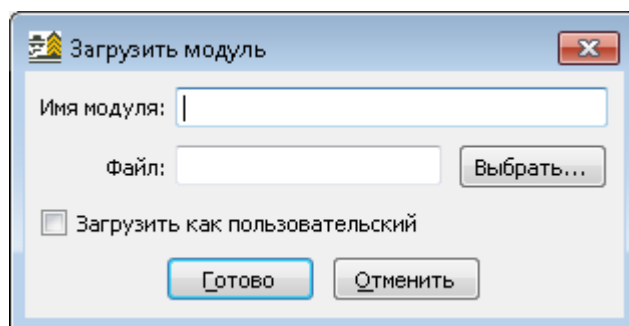 Загрузить модуль
Имя модуля:
Файл: Выбрать...
Загрузить как пользовательский
Готово Отменить